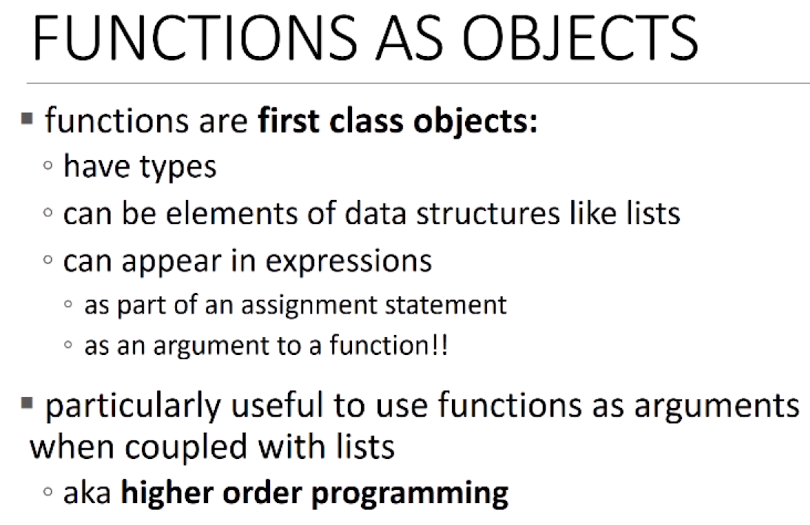 FUNCTIONS AS OBJECTS
▪ functions are first class objects:
◦ have types
◦ can be elements of data structures like lists
◦ can appear in expressions
◦ as part of an assignment statement
◦ as an argument to a function!!
▪ particularly useful to use functions as arguments
when coupled with lists
◦ aka higher order programming